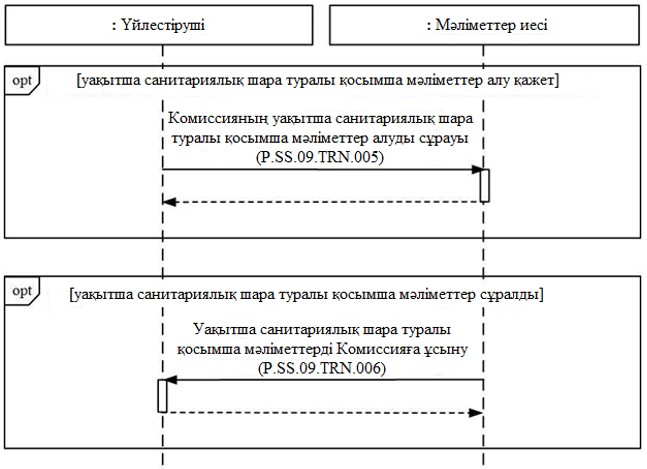 : Үйлестіруші
: Мәліметтер иесі
opt
[уақытша санитариялық шара туралы қосымша мәліметтер алу қажет]
Комиссияның уақытша санитариялық шара
туралы қосымша мәліметтер алуды сұрауы
(P.SS.09.TRN.005)
opt
[уақытша санитариялық шара туралы қосымша мәліметтер сұралды]
Уақытша санитариялық шара туралы
қосымша мәліметтерді Комиссияға ұсыну
(P.SS.09.TRN.006)